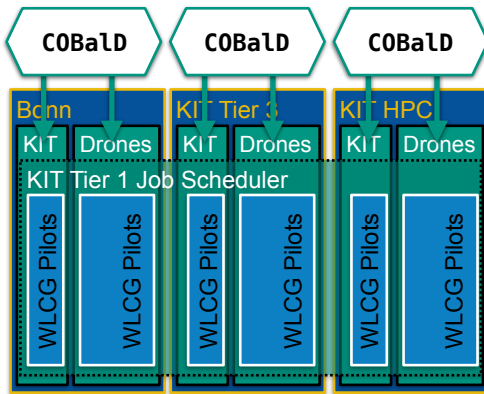 COBalD COBalD COBalD
Bonn KIT Tier 3 KIT HPC
KIT Drones KIT Drones KIT Drones
KIT Tier 1 Job Scheduler
WLCG Pilots WLCG Pilots WLCG Pilots WLCG Pilots WLCG Pilots WLCG Pilots